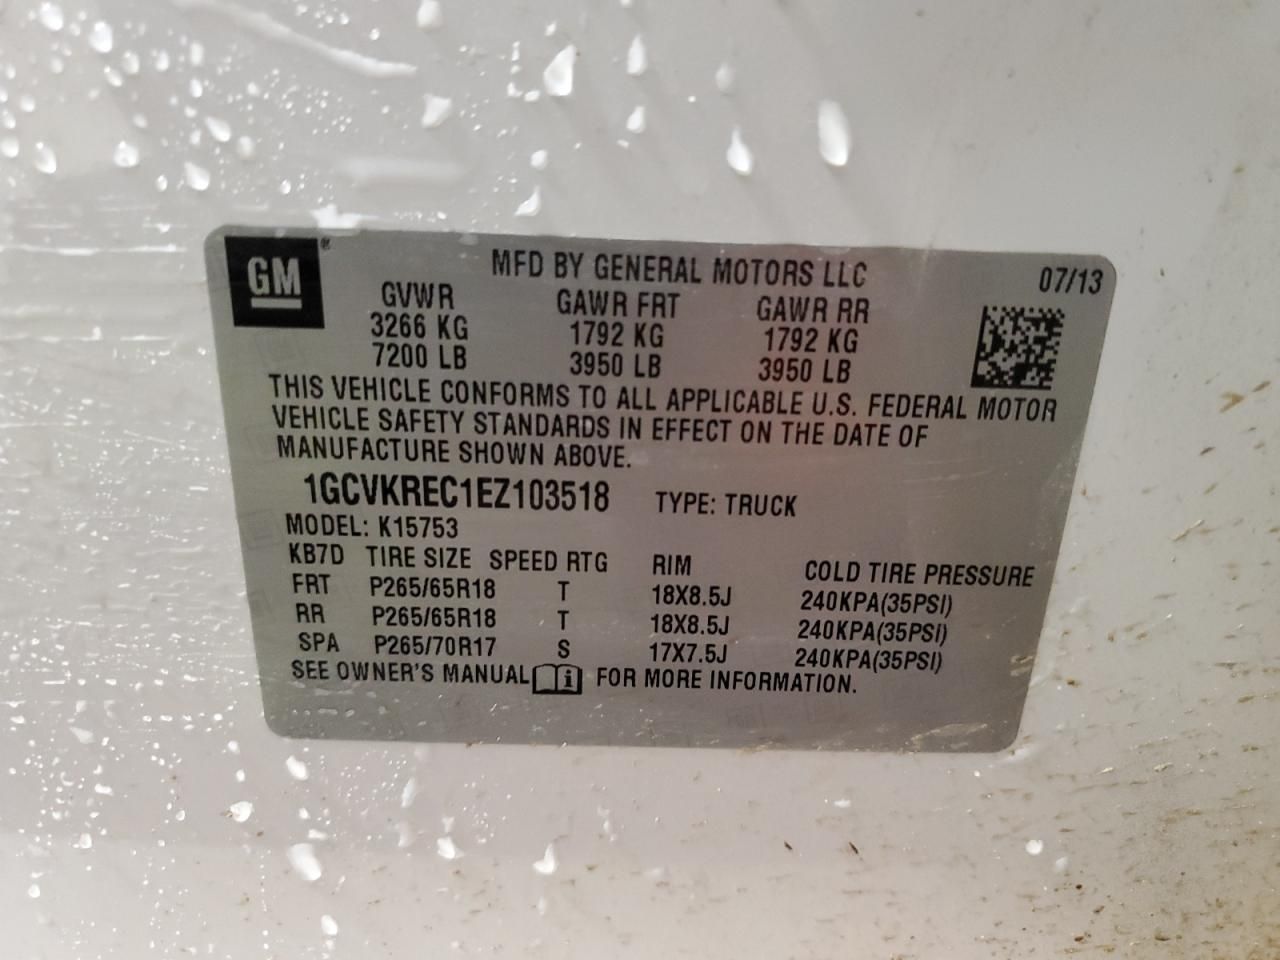 GM® MFD BY GENERAL MOTORS LLC 07/13
GVWR GAWR FRT GAWR RR
3266 KG 1792 KG 1792 KG
7200 LB 3950 LB 3950 LB
THIS VEHICLE CONFORMS TO ALL APPLICABLE U.S. FEDERAL MOTOR
VEHICLE SAFETY STANDARDS IN EFFECT ON THE DATE OF
MANUFACTURE SHOWN ABOVE.
1GCVKREC1EZ103518 TYPE: TRUCK
MODEL: K15753
KB7D TIRE SIZE SPEED RTG RIM COLD TIRE PRESSURE
FRT P265/65R18 T 18X8.5J 240KPA(35PSI)
RR P265/65R18 T 18X8.5J 240KPA(35PSI)
SPA P265/70R17 S 17X7.5J 240KPA(35PSI)
SEE OWNER'S MANUAL i FOR MORE INFORMATION.